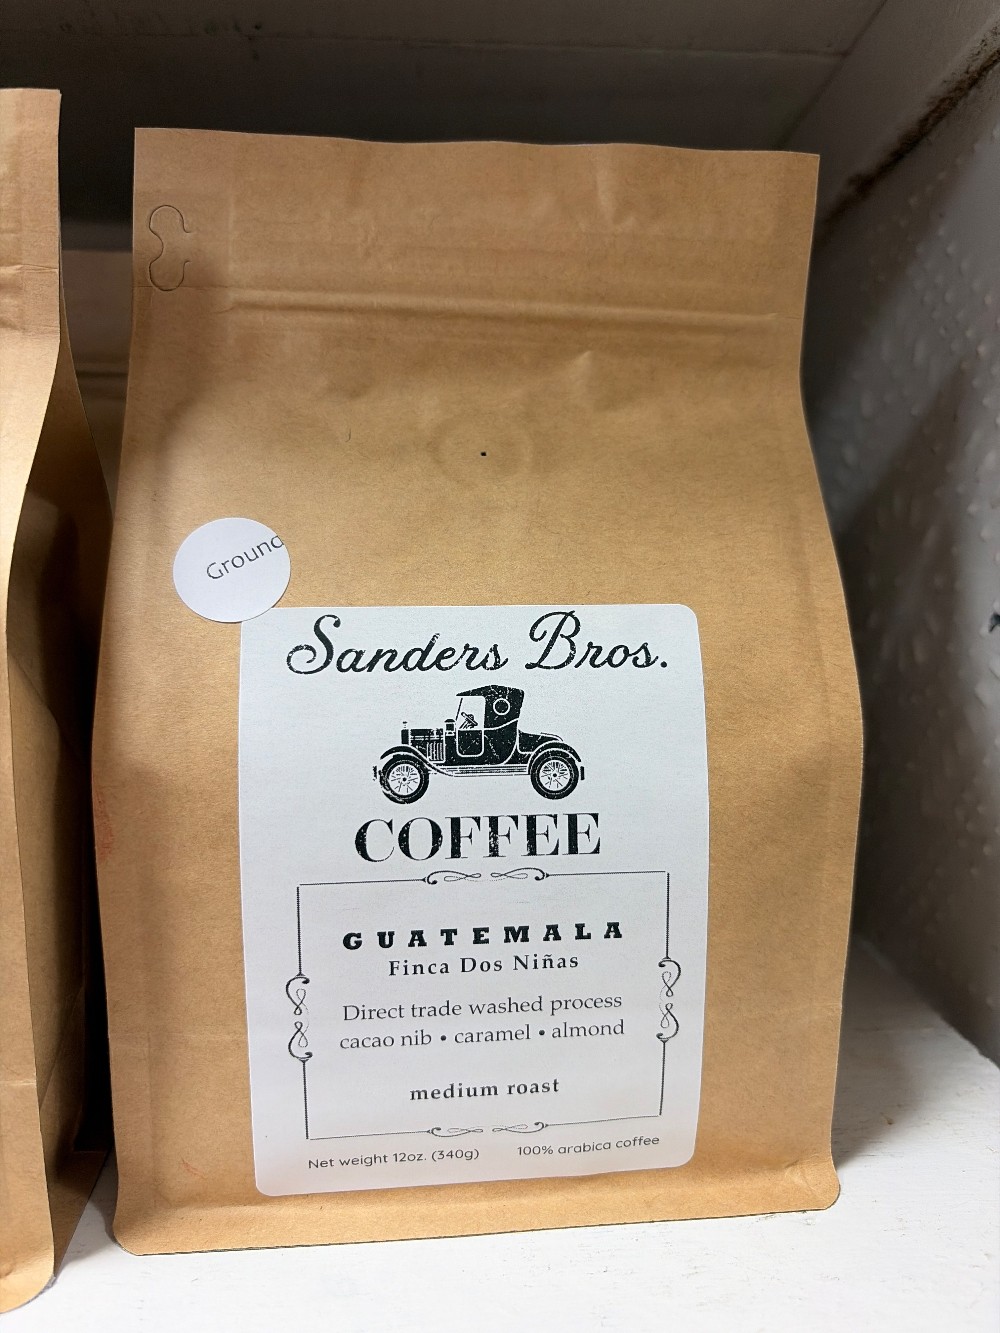 Ground
Sanders Bros.
COFFEE
GUATEMALA
Finca Dos Niñas
Direct trade washed process
cacao nib • caramel • almond
medium roast
Net weight 12oz. (340g) 100% arabica coffee